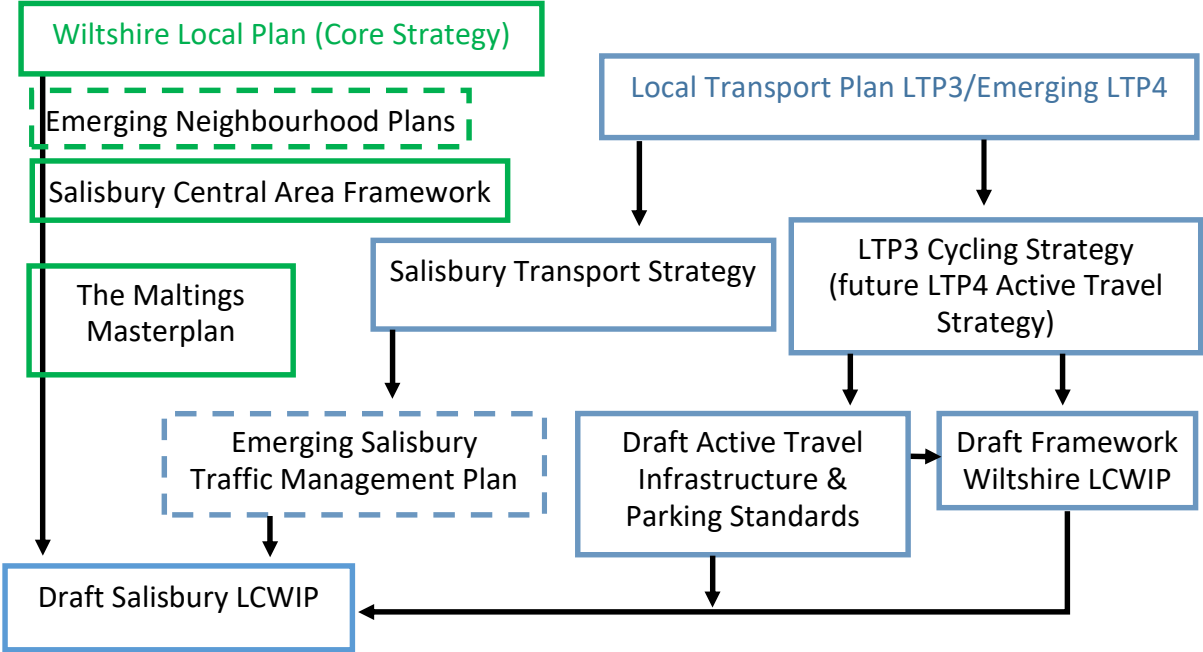 Wiltshire Local Plan (Core Strategy)
Emerging Neighbourhood Plans
Salisbury Central Area Framework
The Maltings
Masterplan
Local Transport Plan LTP3/Emerging LTP4
Salisbury Transport Strategy
LTP3 Cycling Strategy
(future LTP4 Active Travel
Strategy)
Emerging Salisbury
Traffic Management Plan
Draft Active Travel
Infrastructure &
Parking Standards
Draft Framework
Wiltshire LCWIP
Draft Salisbury LCWIP